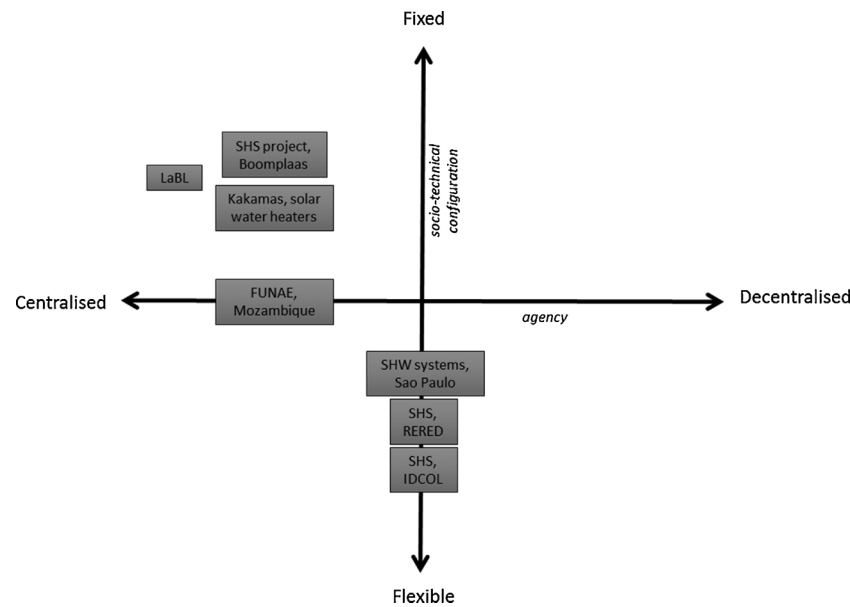 Fixed
SHS project,
Boomplaas
LaBL
Kakamas, solar
water heaters
socio-technical
configuration
Centralised
FUNAE,
Mozambique
Decentralised
agency
SHW systems,
Sao Paulo
SHS,
RERED
SHS,
IDCOL
Flexible